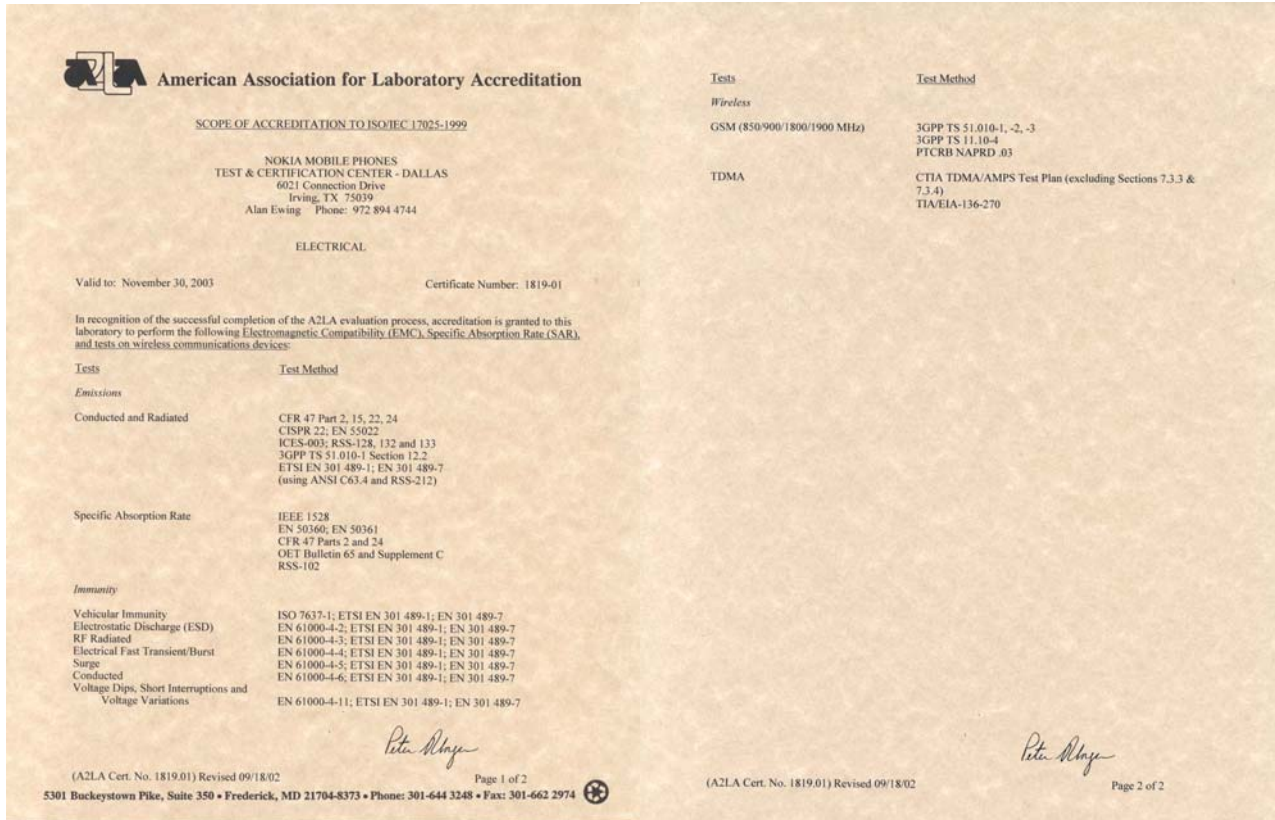 A2LA American Association for Laboratory Accreditation
SCOPE OF ACCREDITATION TO ISO/IEC 17025-1999
NOKIA MOBILE PHONES
TEST & CERTIFICATION CENTER - DALLAS
6021 Connection Drive
Irving, TX 75039
Alan Ewing Phone: 972 894 4744
ELECTRICAL
Valid to: November 30, 2003 Certificate Number: 1819-01
In recognition of the successful completion of the A2LA evaluation process, accreditation is granted to this
laboratory to perform the following Electromagnetic Compatibility (EMC), Specific Absorption Rate (SAR),
and tests on wireless communications devices:
Tests Test Method
Emissions
Conducted and Radiated CFR 47 Part 2, 15, 22, 24
CISPR 22; EN 55022
ICES-003; RSS-128, 132 and 133
3GPP TS 51.010-1 Section 12.2
ETSI EN 301 489-1; EN 301 489-7
(using ANSI C63.4 and RSS-212)
Specific Absorption Rate IEEE 1528
EN 50360; EN 50361
CFR 47 Parts 2 and 24
OET Bulletin 65 and Supplement C
RSS-102
Immunity
Vehicular Immunity ISO 7637-1; ETSI EN 301 489-1; EN 301 489-7
Electrostatic Discharge (ESD) EN 61000-4-2; ETSI EN 301 489-1; EN 301 489-7
RF Radiated EN 61000-4-3; ETSI EN 301 489-1; EN 301 489-7
Electrical Fast Transient/Burst EN 61000-4-4; ETSI EN 301 489-1; EN 301 489-7
Surge EN 61000-4-5; ETSI EN 301 489-1; EN 301 489-7
Conducted EN 61000-4-6; ETSI EN 301 489-1; EN 301 489-7
Voltage Dips, Short Interruptions and
Voltage Variations EN 61000-4-11; ETSI EN 301 489-1; EN 301 489-7
Peter
(A2LA Cert. No. 1819.01) Revised 09/18/02 Page 1 of 2
5301 Buckeystown Pike, Suite 350 • Frederick, MD 21704-8373 • Phone: 301-644 3248 • Fax: 301-662 2974
Tests Test Method
Wireless
GSM (850/900/1800/1900 MHz) 3GPP TS 51.010-1, -2, -3
3GPP TS 11.10-4
PTCRB NAPRD .03
TDMA CTIA TDMA/AMPS Test Plan (excluding Sections 7.3.3 &
7.3.4)
TIA/EIA-136-270
Peter
(A2LA Cert. No. 1819.01) Revised 09/18/02 Page 2 of 2